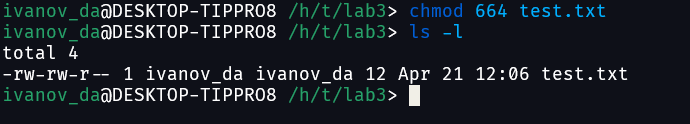 ivanov_da@DESKTOP-TIPPRO8 /h/t/lab3> chmod 664 test.txt
ivanov_da@DESKTOP-TIPPRO8 /h/t/lab3> ls -l
total 4
-rw-rw-r-- 1 ivanov_da ivanov_da 12 Apr 21 12:06 test.txt
ivanov_da@DESKTOP-TIPPRO8 /h/t/lab3>